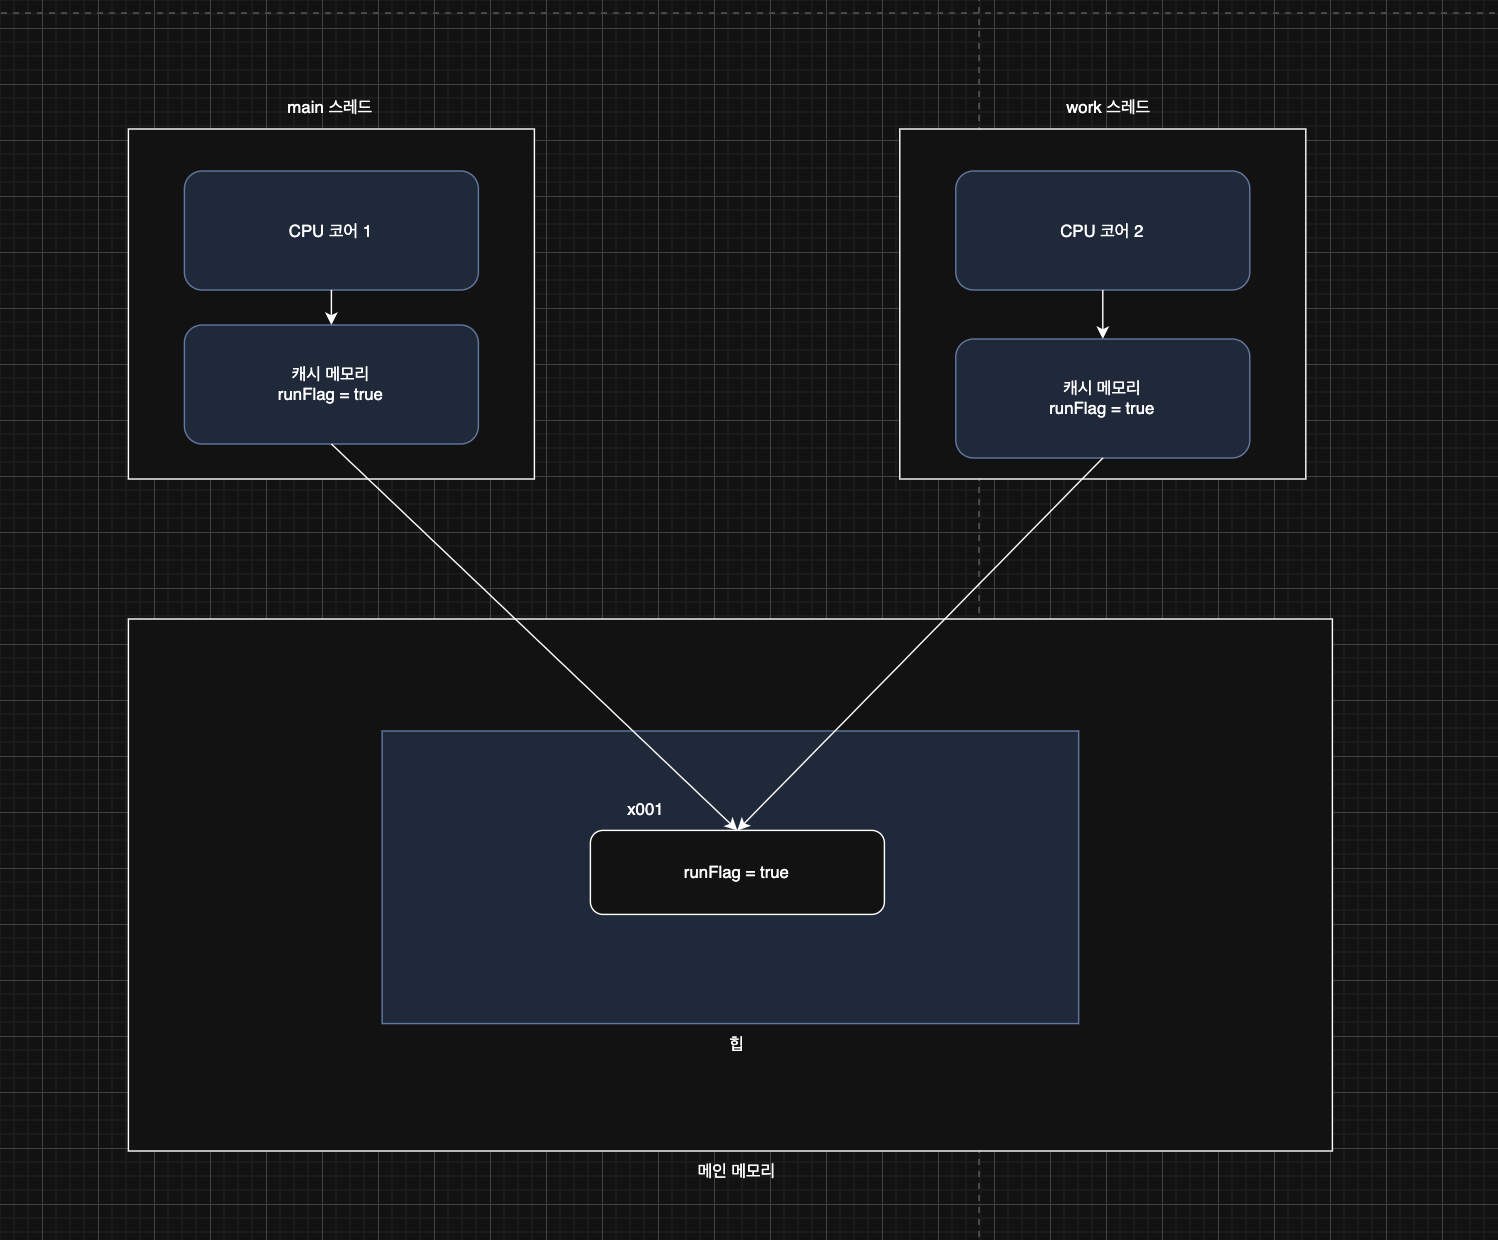 main 스레드
work 스레드
CPU 코어 1
CPU 코어 2
캐시 메모리
runFlag = true
캐시 메모리
runFlag = true
x001
runFlag = true
힙
메인 메모리